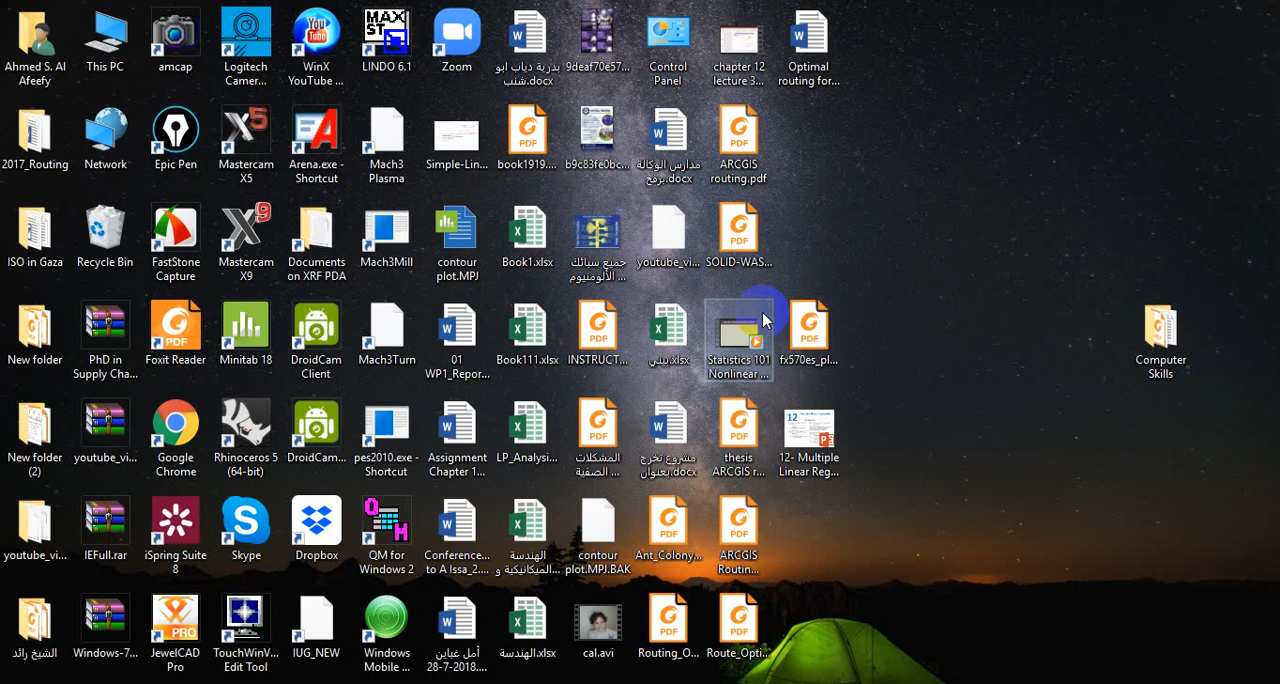 Ahmed S. Al
Afeefy
This PC
amcap
Logitech
Camer...
WinX
YouTube ...
LINDO 6.1
Zoom
بدرية دياب ابو
شنب.docx...
9deaf70e57...
Control
Panel
chapter 12
lecture 3...
Optimal
routing for...
2017_Routing
Network
Epic Pen
Mastercam
X5
Arena.exe -
Shortcut
Mach3
Plasma
Simple-Lin...
book1919....
b9c83fe0bc...
مدارس الوكالة
برفح.docx
ARCGIS
routing.pdf
ISO in Gaza
Recycle Bin
FastStone
Capture
Mastercam
X9
Documents
on XRF PDA
Mach3Mill
contour
plot.MPJ
Book1.xlsx
جميع سبائك
الألومنيوم ...
youtube_vi...
SOLID-WAS...
New folder
PhD in
Supply Cha...
Foxit Reader
Minitab 18
DroidCam
Client
Mach3Turn
01
WP1_Repor...
Book111.xlsx
INSTRUCT...
بيتي.xlsx
Statistics 101
Nonlinear ...
fx570es_pl...
Computer
Skills
New folder
(2)
youtube_vi...
Google
Chrome
Rhinoceros 5
(64-bit)
DroidCam...
pes2010.exe -
Shortcut
Assignment
Chapter 1...
LP_Analysi...
المشكلات
الصفية ...
مشروع تخرج
بعنوان.docx
thesis
ARCGIS r...
12- Multiple
Linear Reg...
youtube_vi...
IEFull.rar
iSpring Suite
8
Skype
Dropbox
QM for
Windows 2
Conference...
to A Issa_2....
الهندسة
الميكانيكية و...
contour
plot.MPJ.BAK
Ant_Colony...
ARCGIS
Routin...
الشيخ رائد
Windows-7...
JewelCAD
Pro
TouchWinV...
Edit Tool
IUG_NEW
Windows
Mobile ...
أمل غباين
28-7-2018....
الهندسة.xlsx
cal.avi
Routing_O...
Route_Opti...